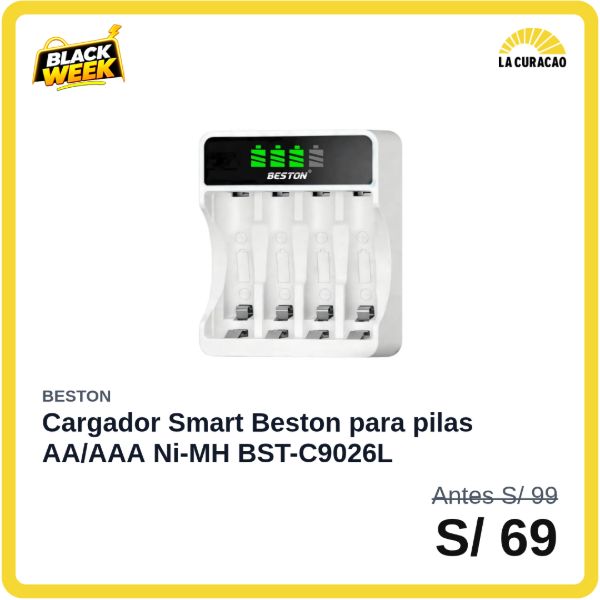 BLACK
WEEK
LA CURACAO
BESTON®
BESTON
Cargador Smart Beston para pilas
AA/AAA Ni-MH BST-C9026L
Antes S/ 99
S/ 69